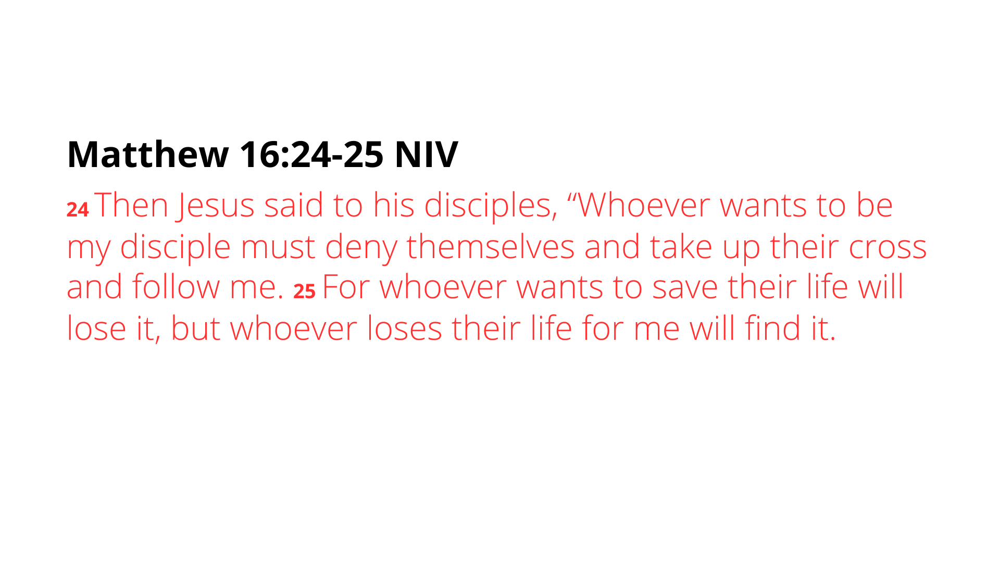 Matthew 16:24-25 NIV
24 Then Jesus said to his disciples, “Whoever wants to be
my disciple must deny themselves and take up their cross
and follow me. 25 For whoever wants to save their life will
lose it, but whoever loses their life for me will find it.